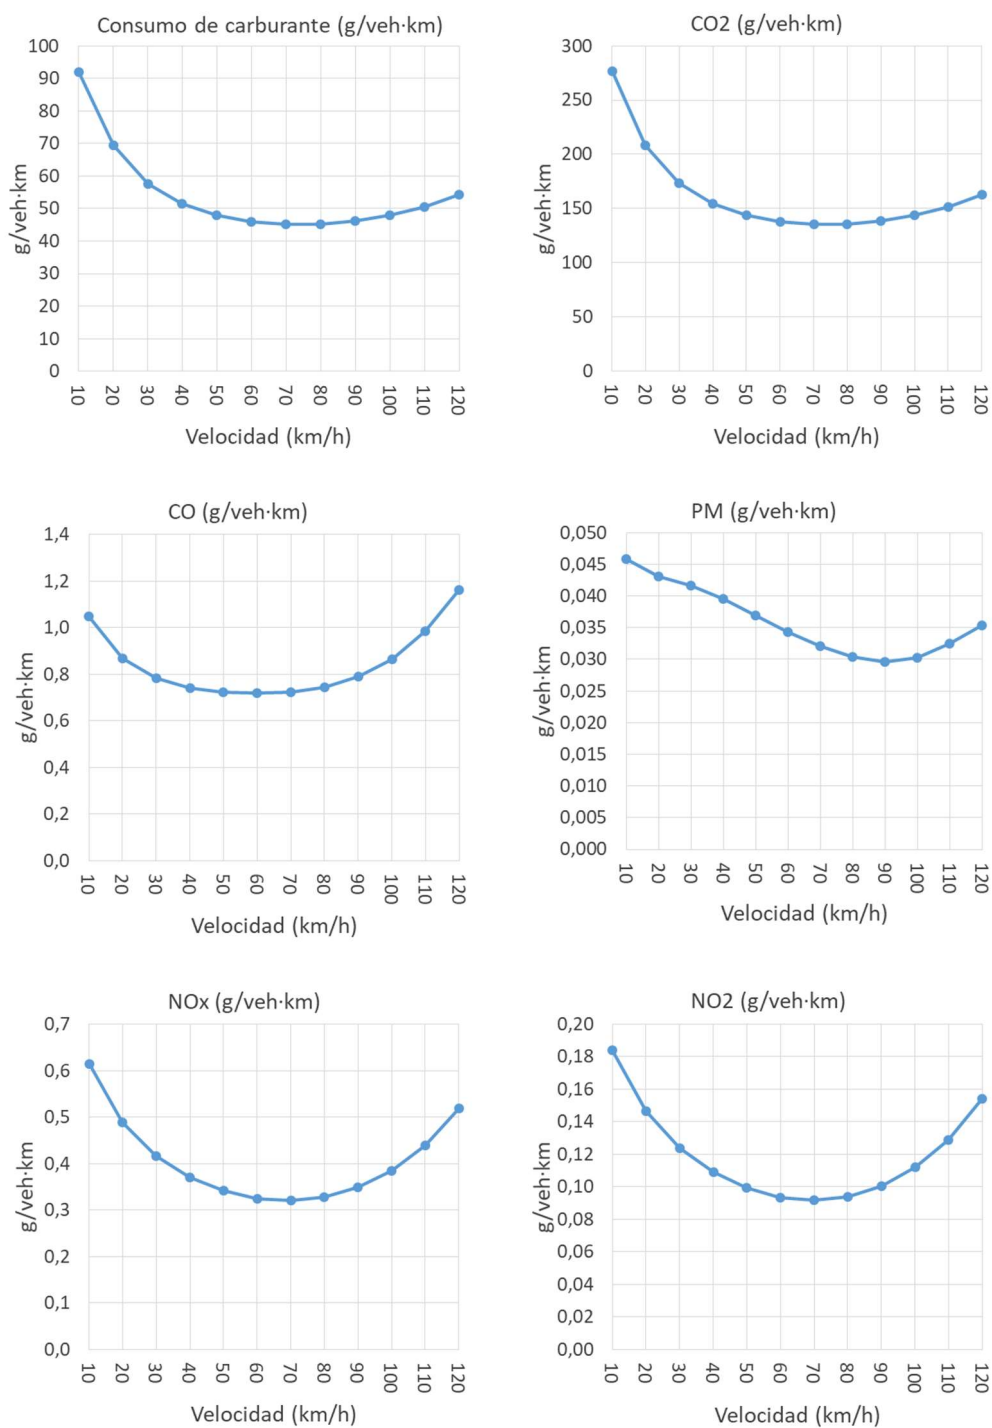 Consumo de carburante (g/veh·km)
100
90
80
70
60
50
40
30
20
10
0
g/veh·km
10 20 30 40 50 60 70 80 90 100 110 120
Velocidad (km/h)
CO2 (g/veh·km)
300
250
200
150
100
50
0
g/veh·km
10 20 30 40 50 60 70 80 90 100 110 120
Velocidad (km/h)
CO (g/veh·km)
1,4
1,2
1,0
0,8
0,6
0,4
0,2
0,0
g/veh·km
10 20 30 40 50 60 70 80 90 100 110 120
Velocidad (km/h)
PM (g/veh·km)
0,050
0,045
0,040
0,035
0,030
0,025
0,020
0,015
0,010
0,005
0,000
g/veh·km
10 20 30 40 50 60 70 80 90 100 110 120
Velocidad (km/h)
NOx (g/veh·km)
0,7
0,6
0,5
0,4
0,3
0,2
0,1
0,0
g/veh·km
10 20 30 40 50 60 70 80 90 100 110 120
Velocidad (km/h)
NO2 (g/veh·km)
0,20
0,18
0,16
0,14
0,12
0,10
0,08
0,06
0,04
0,02
0,00
g/veh·km
10 20 30 40 50 60 70 80 90 100 110 120
Velocidad (km/h)